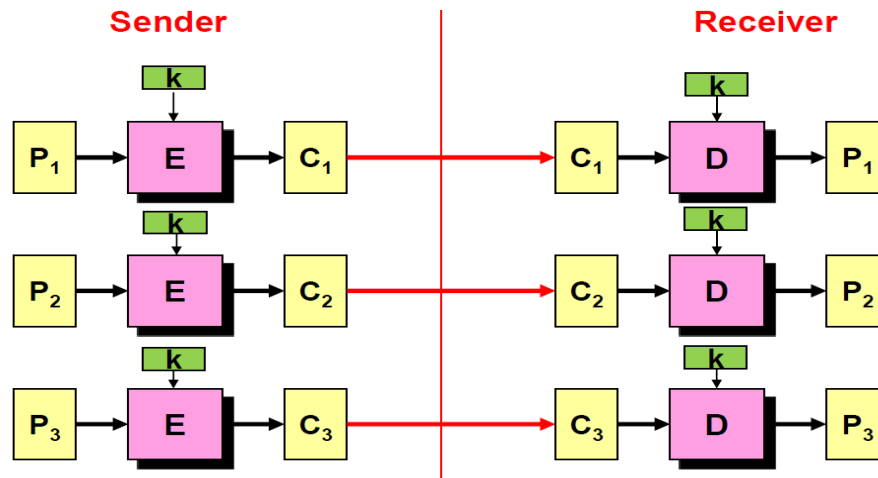 Sender Receiver
k k
P1 E C1 C1 D P1
k k
P2 E C2 C2 D P2
k k
P3 E C3 C3 D P3